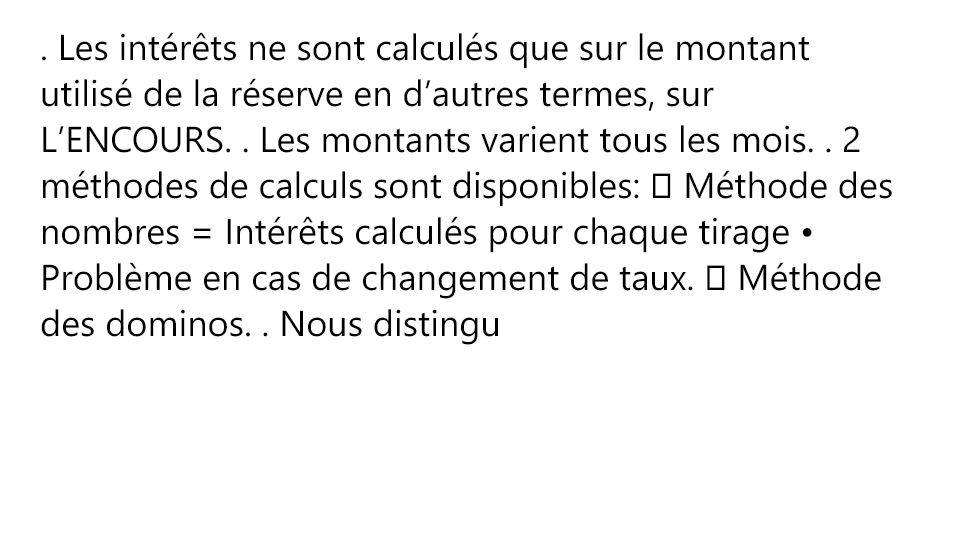 . Les intérêts ne sont calculés que sur le montant
utilisé de la réserve en d’autres termes, sur
L’ENCOURS. . Les montants varient tous les mois. . 2
méthodes de calculs sont disponibles: □ Méthode des
nombres = Intérêts calculés pour chaque tirage •
Problème en cas de changement de taux. □ Méthode
des dominos. . Nous distingu